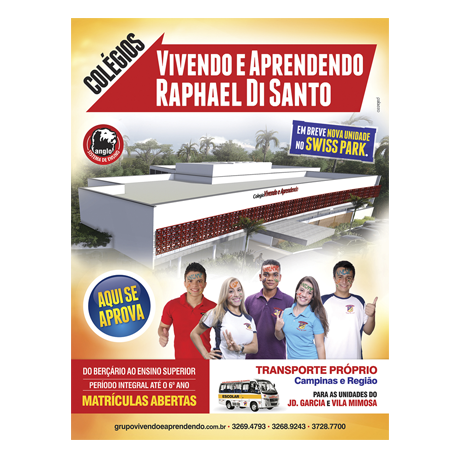 COLÉGIOS
VIVENDO E APRENDENDO
RAPHAEL DI SANTO
EM BREVE NOVA UNIDADE
NO SWISS PARK.
anglo
SISTEMA DE ENSINO
Colégio Vivendo e Aprendendo
AQUI SE
APROVA
DO BERÇÁRIO AO ENSINO SUPERIOR
PERÍODO INTEGRAL ATÉ O 6º ANO
MATRÍCULAS ABERTAS
TRANSPORTE PRÓPRIO
Campinas e Região
ESCOLAR
PARA AS UNIDADES DO
JD. GARCIA e VILA MIMOSA
grupovivendoeaprendendo.com.br • 3269.4793 • 3268.9243 • 3728.7700